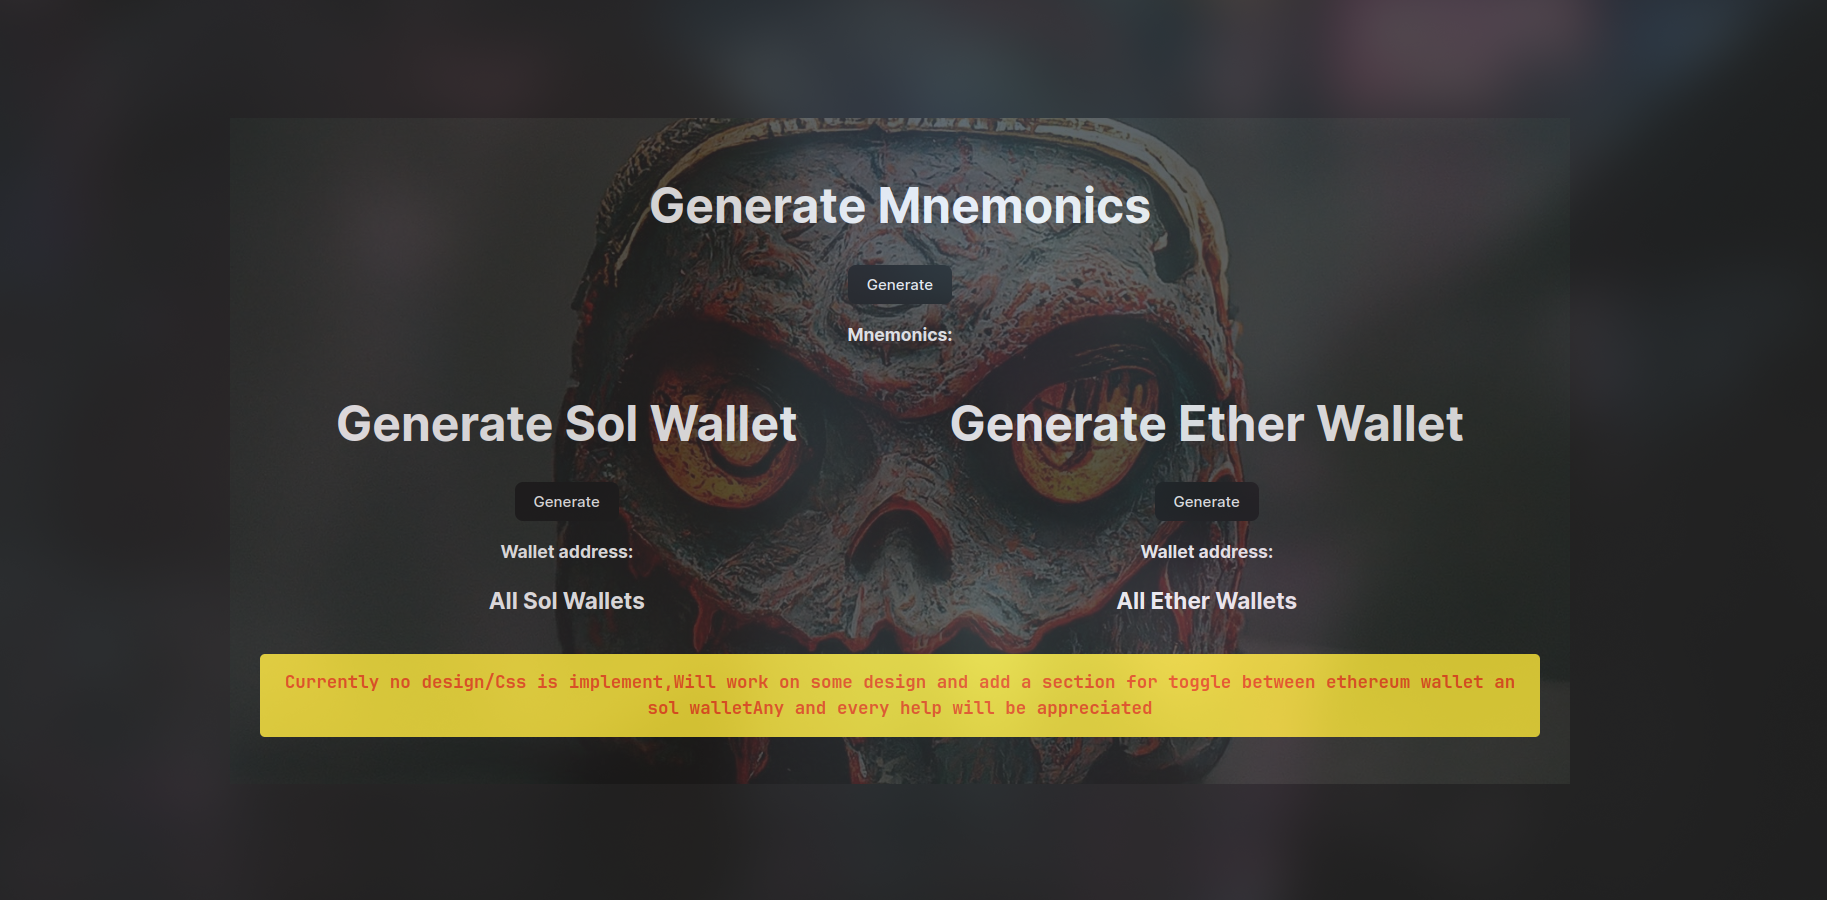 Generate Mnemonics
Generate
Mnemonics:
Generate Sol Wallet
Generate
Wallet address:
All Sol Wallets
Generate Ether Wallet
Generate
Wallet address:
All Ether Wallets
Currently no design/Css is implement,Will work on some design and add a section for toggle between ethereum wallet an
sol walletAny and every help will be appreciated